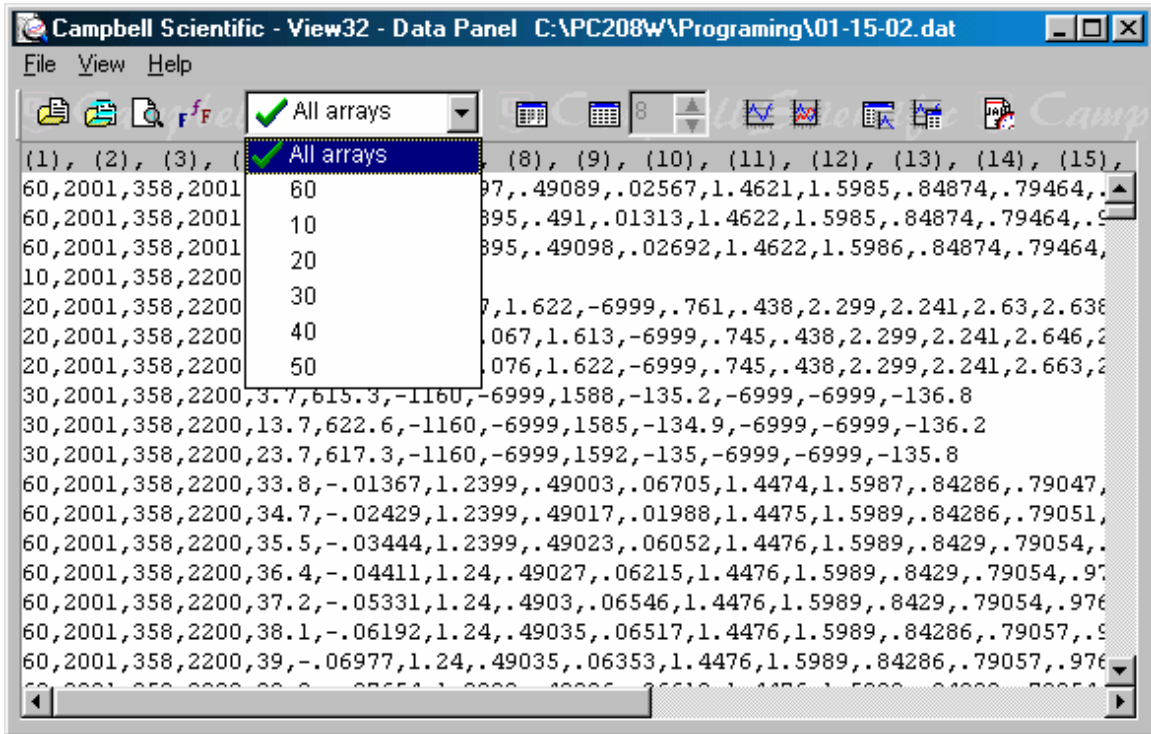 Campbell Scientific - View32 - Data Panel C:\PC208W\Programing\01-15-02.dat
File View Help
fF All arrays 8
(1), (2), (3), ( All arrays , (8), (9), (10), (11), (12), (13), (14), (15),
60,2001,358,2001 60 97,.49089,.02567,1.4621,1.5985,.84874,.79464,.
60,2001,358,2001 10 895,.491,.01313,1.4622,1.5985,.84874,.79464,.9
60,2001,358,2001 20 895,.49098,.02692,1.4622,1.5986,.84874,.79464,
10,2001,358,2200
20,2001,358,2200 30 7,1.622,-6999,.761,.438,2.299,2.241,2.63,2.638
20,2001,358,2200 40 .067,1.613,-6999,.745,.438,2.299,2.241,2.646,2
20,2001,358,2200 50 .076,1.622,-6999,.745,.438,2.299,2.241,2.663,2
30,2001,358,2200,3.7,615.3,-1160,-6999,1588,-135.2,-6999,-6999,-136.8
30,2001,358,2200,13.7,622.6,-1160,-6999,1585,-134.9,-6999,-6999,-136.2
30,2001,358,2200,23.7,617.3,-1160,-6999,1592,-135,-6999,-6999,-135.8
60,2001,358,2200,33.8,-.01367,1.2399,.49003,.06705,1.4474,1.5987,.84286,.79047,
60,2001,358,2200,34.7,-.02429,1.2399,.49017,.01988,1.4475,1.5989,.84286,.79051,
60,2001,358,2200,35.5,-.03444,1.2399,.49023,.06052,1.4476,1.5989,.8429,.79054,.
60,2001,358,2200,36.4,-.04411,1.24,.49027,.06215,1.4476,1.5989,.8429,.79054,.97
60,2001,358,2200,37.2,-.05331,1.24,.4903,.06546,1.4476,1.5989,.8429,.79054,.976
60,2001,358,2200,38.1,-.06192,1.24,.49035,.06517,1.4476,1.5989,.84286,.79057,.9
60,2001,358,2200,39,-.06977,1.24,.49035,.06353,1.4476,1.5989,.84286,.79057,.976